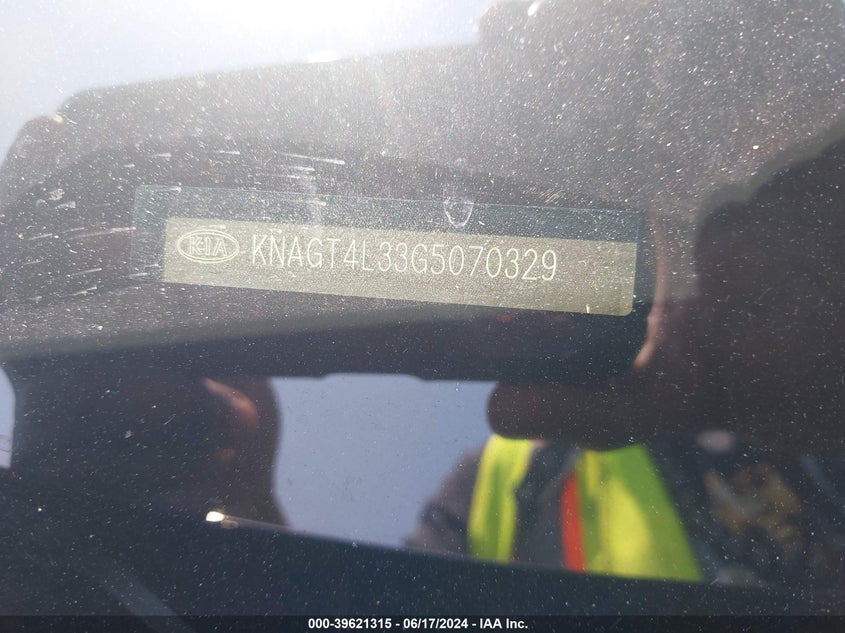 KIA KNAGT4L33G5070329
000-39621315 - 06/17/2024 - IAA Inc.